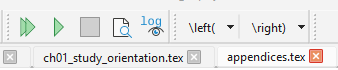 log
\left( \right)
ch01_study_orientation.tex appendices.tex